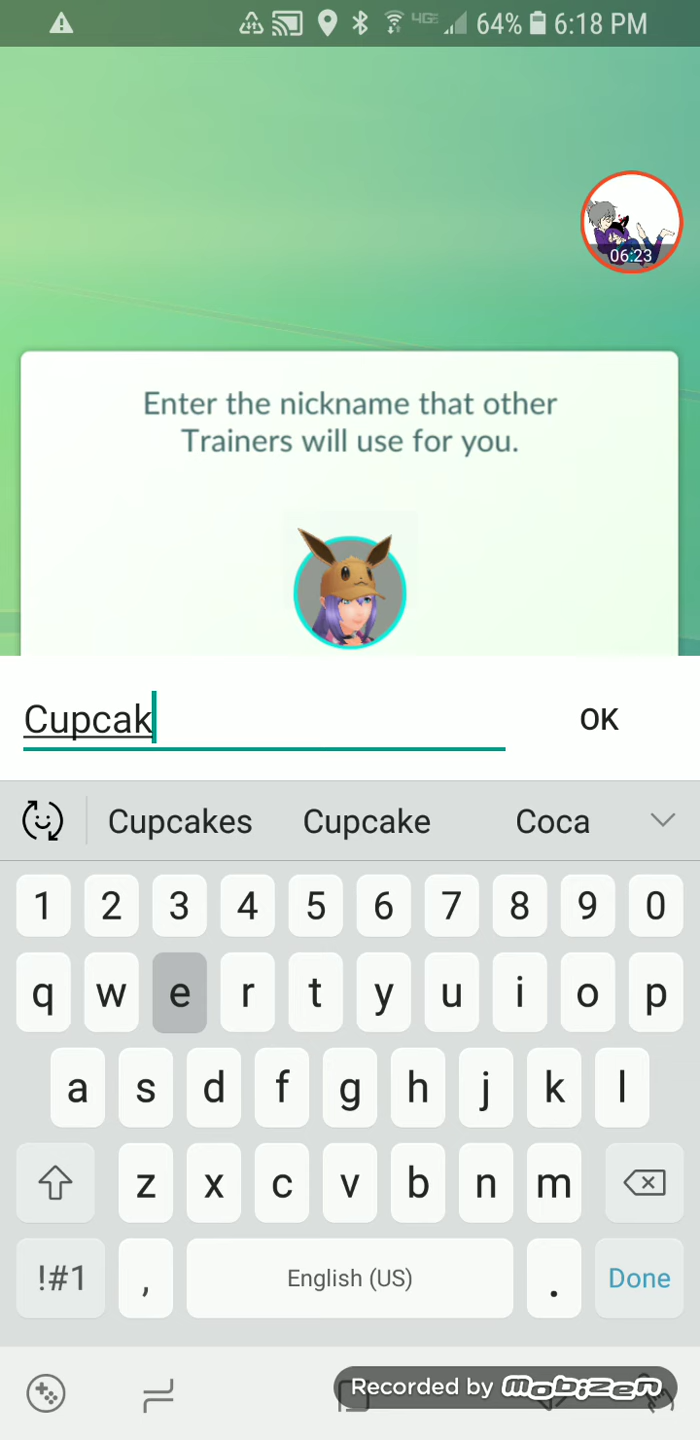 4GE 64% 6:18 PM
06:23
Enter the nickname that other
Trainers will use for you.
Cupcak
OK
Cupcakes Cupcake Coca
1 2 3 4 5 6 7 8 9 0
q w e r t y u i o p
a s d f g h j k l
z x c v b n m
!#1 , English (US) . Done
Recorded by mobizen